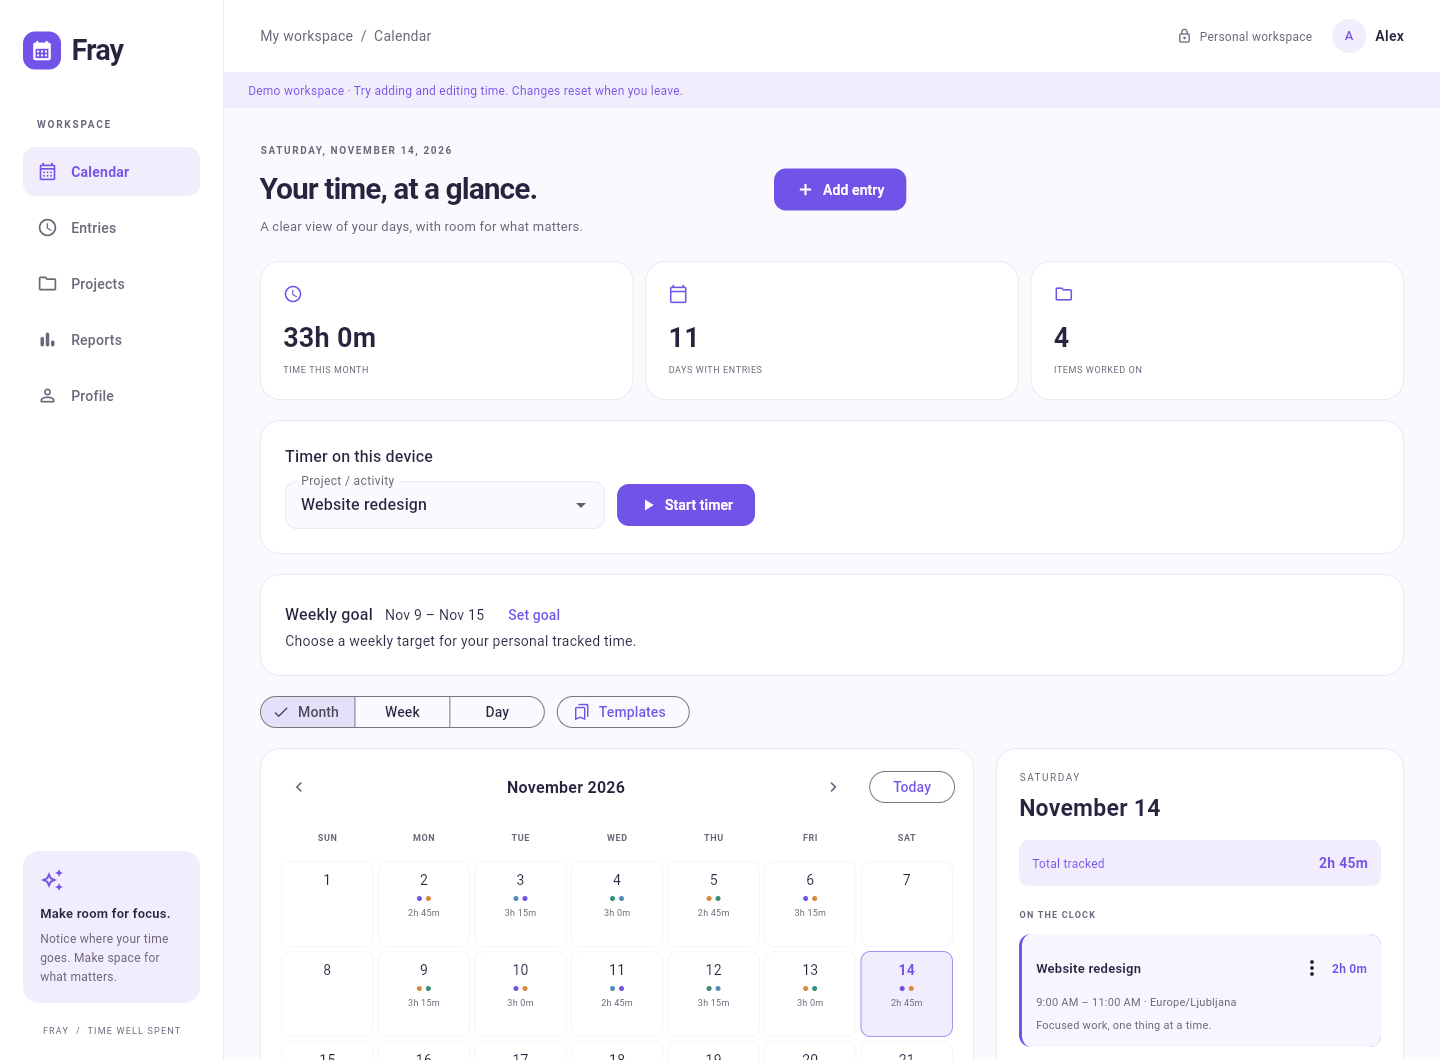 Fray
WORKSPACE
Calendar
Entries
Projects
Reports
Profile
Make room for focus.
Notice where your time
goes. Make space for
what matters.
FRAY / TIME WELL SPENT
My workspace / Calendar
Personal workspace
A
Alex
Demo workspace · Try adding and editing time. Changes reset when you leave.
SATURDAY, NOVEMBER 14, 2026
Your time, at a glance.
A clear view of your days, with room for what matters.
Add entry
33h 0m
TIME THIS MONTH
11
DAYS WITH ENTRIES
4
ITEMS WORKED ON
Timer on this device
Project / activity
Website redesign
Start timer
Weekly goal Nov 9 – Nov 15 Set goal
Choose a weekly target for your personal tracked time.
Month Week Day Templates
November 2026 Today
SUN MON TUE WED THU FRI SAT
1 2 3 4 5 6 7
2h 45m 3h 15m 3h 0m 2h 45m 3h 15m
8 9 10 11 12 13 14
3h 15m 3h 0m 2h 45m 3h 15m 3h 0m 2h 45m
15 16 17 18 19 20 21
SATURDAY
November 14
Total tracked 2h 45m
ON THE CLOCK
Website redesign 2h 0m
9:00 AM – 11:00 AM · Europe/Ljubljana
Focused work, one thing at a time.